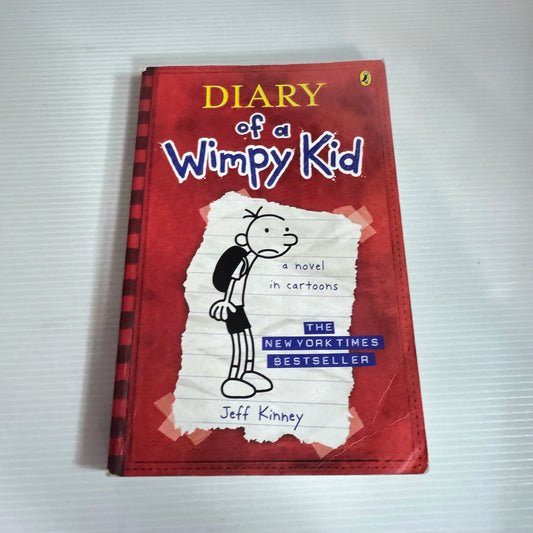 DIARY
of a
Wimpy Kid
a novel
in cartoons
THE
NEW YORK TIMES
BESTSELLER
Jeff Kinney